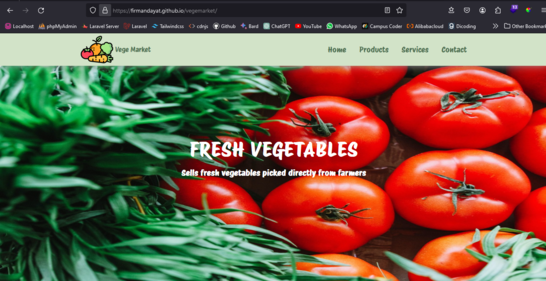 https://firmandayat.github.io/vegemarket/
Localhost phpMyAdmin Laravel Server Laravel Tailwindcss cdnjs Github Bard ChatGPT YouTube WhatsApp Campus Coder Alibabacloud Dicoding Other Bookmark
Vege Market Home Products Services Contact
FRESH VEGETABLES
Sells fresh vegetables picked directly from farmers